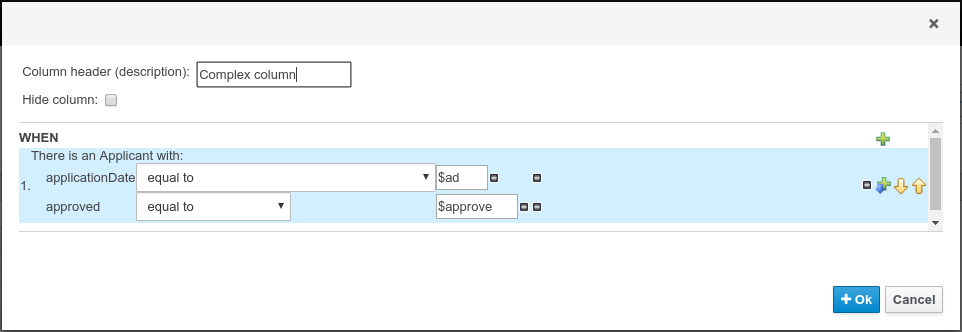 ×
Column header (description): Complex column
Hide column:
WHEN
There is an Applicant with:
1.
applicationDate equal to $ad
approved equal to $approve
+ Ok Cancel